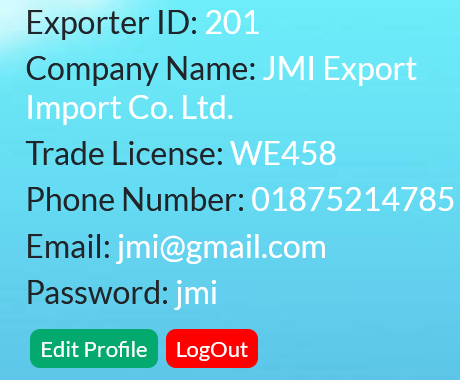 Exporter ID: 201
Company Name: JMI Export
Import Co. Ltd.
Trade License: WE458
Phone Number: 01875214785
Email: jmi@gmail.com
Password: jmi
Edit Profile LogOut